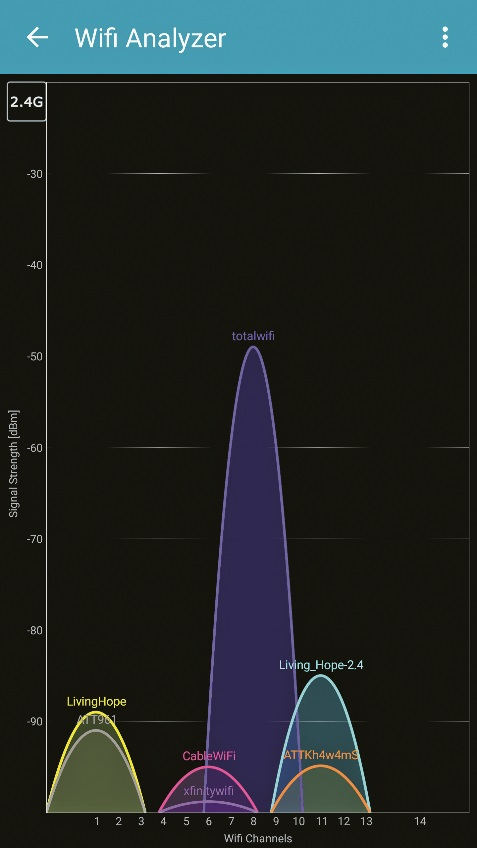 Wifi Analyzer
2.4G
-30
-40
totalwifi
-50
Signal Strength [dBm]
-60
-70
-80
Living_Hope-2.4
LivingHope
ATT961
-90
CableWiFi
ATTKh4w4mS
xfinitywifi
1 2 3 4 5 6 7 8 9 10 11 12 13 14
Wifi Channels